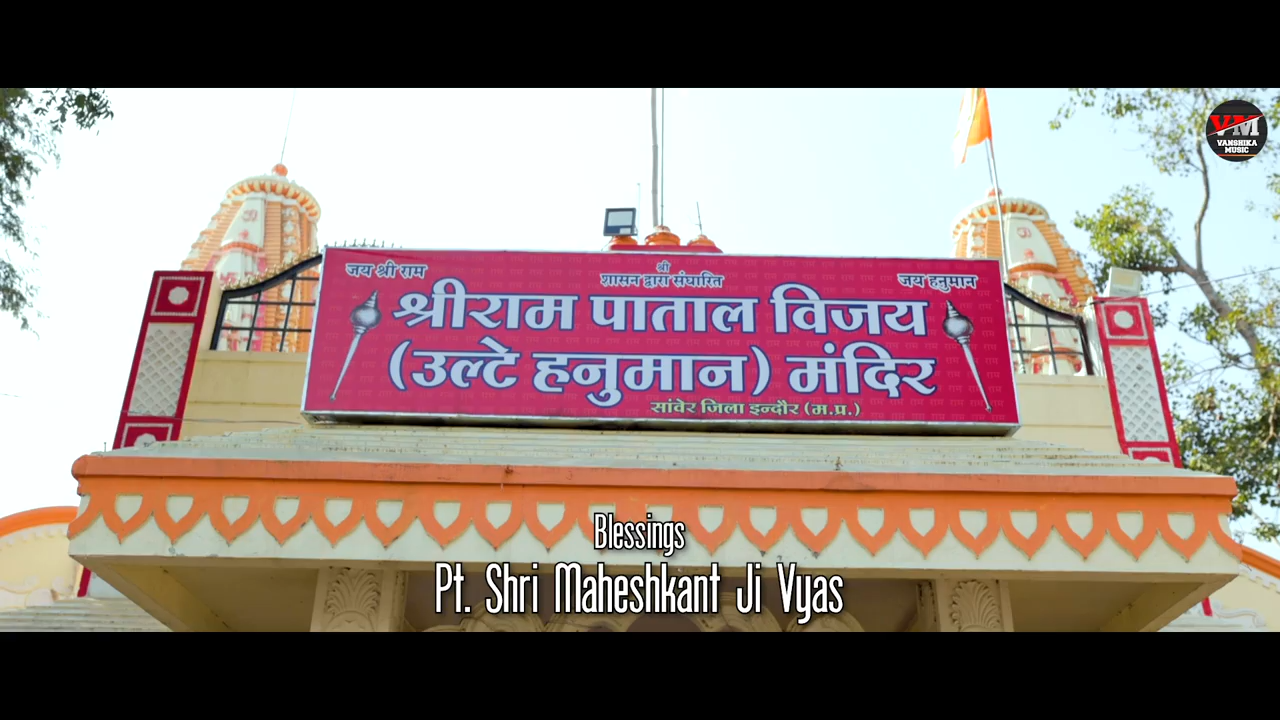 VM
VANSHIKA
MUSIC
जय श्री राम
श्री
शासन द्वारा संधारित
जय हनुमान
श्रीराम पाताल विजय
(उल्टे हनुमान) मंदिर
सांवेर जिला इन्दौर (म.प्र.)
Blessings
Pt. Shri Maheshkant Ji Vyas